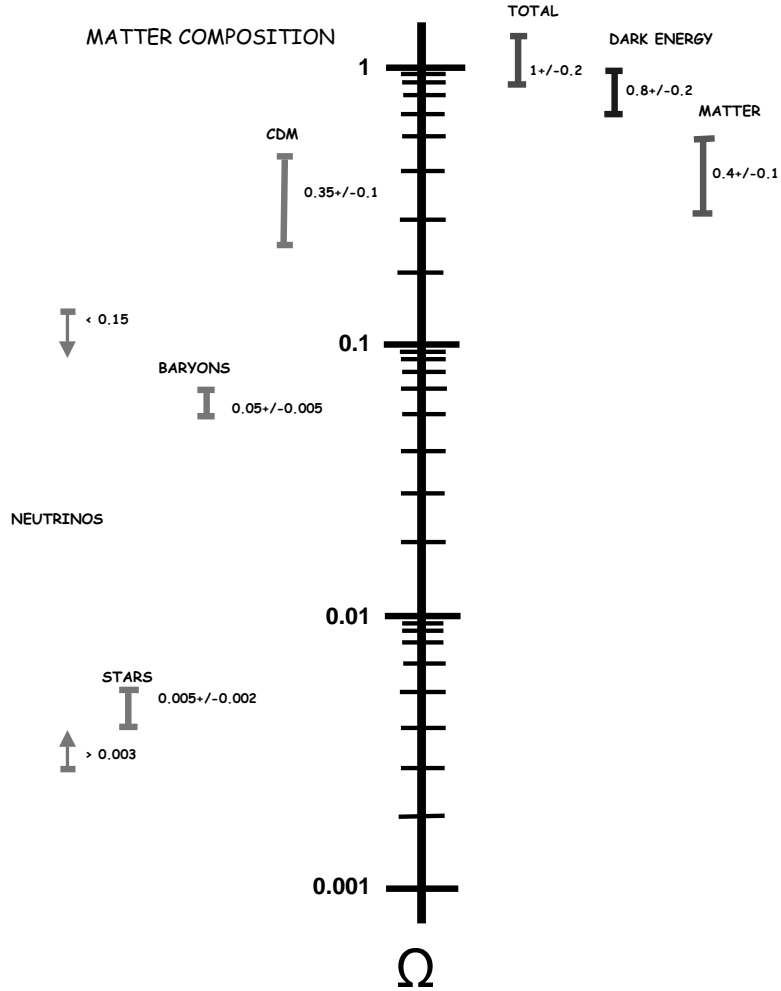 TOTAL
MATTER COMPOSITION
DARK ENERGY
1
1+/-0.2
0.8+/-0.2
MATTER
CDM
0.4+/-0.1
0.35+/-0.1
< 0.15
0.1
BARYONS
0.05+/-0.005
NEUTRINOS
0.01
STARS
0.005+/-0.002
> 0.003
0.001
Ω